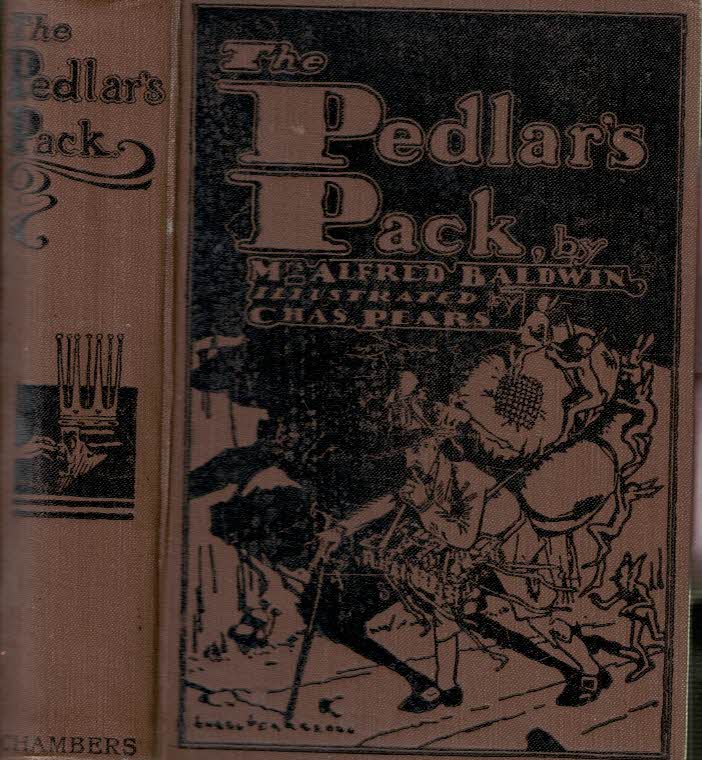 The
Pedlar's
Pack
CHAMBERS
The
Pedlar's
Pack, by
Mrs ALFRED BALDWIN
ILLUSTRATED by
CHAS PEARS